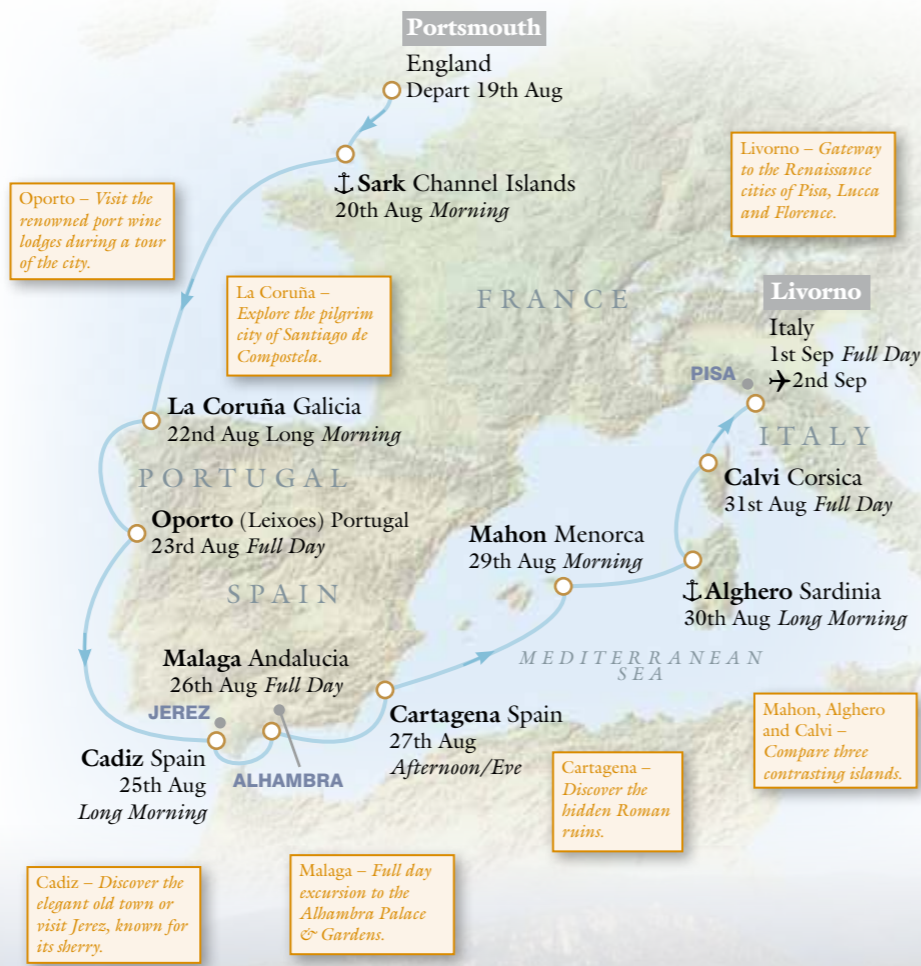 Portsmouth
England
Depart 19th Aug
Sark Channel Islands
20th Aug Morning
Oporto – Visit the
renowned port wine
lodges during a tour
of the city.
Livorno – Gateway
to the Renaissance
cities of Pisa, Lucca
and Florence.
La Coruña –
Explore the pilgrim
city of Santiago de
Compostela.
FRANCE
Livorno
Italy
1st Sep Full Day
2nd Sep
PISA
ITALY
La Coruña Galicia
22nd Aug Long Morning
PORTUGAL
Calvi Corsica
31st Aug Full Day
Oporto (Leixoes) Portugal
23rd Aug Full Day
Mahon Menorca
29th Aug Morning
SPAIN
Alghero Sardinia
30th Aug Long Morning
MEDITERRANEAN
SEA
Malaga Andalucia
26th Aug Full Day
JEREZ
Cartagena Spain
27th Aug
Afternoon/Eve
Cadiz Spain
25th Aug
Long Morning
ALHAMBRA
Mahon, Alghero
and Calvi –
Compare three
contrasting islands.
Cartagena –
Discover the
hidden Roman
ruins.
Cadiz – Discover the
elegant old town or
visit Jerez, known for
its sherry.
Malaga – Full day
excursion to the
Alhambra Palace
& Gardens.